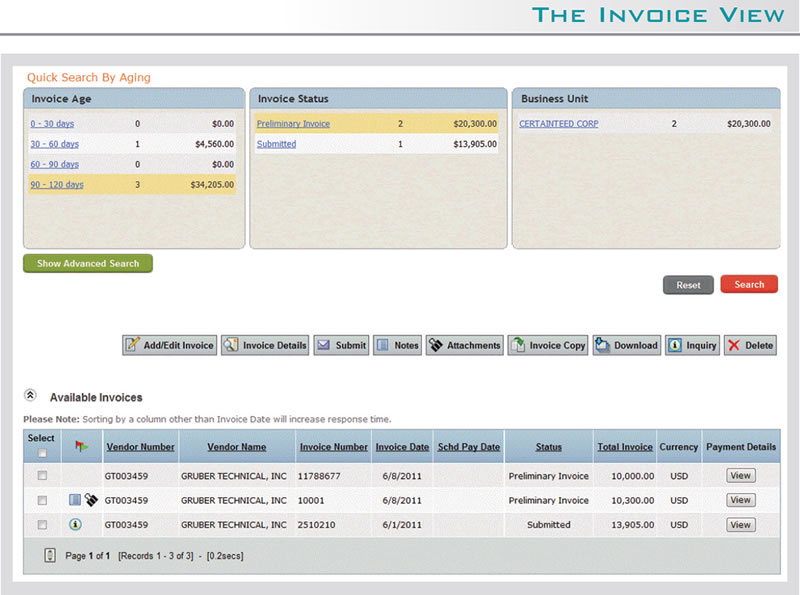 The Invoice View
Quick Search By Aging
Invoice Age
0 - 30 days 0 $0.00
30 - 60 days 1 $4,560.00
60 - 90 days 0 $0.00
90 - 120 days 3 $34,205.00
Invoice Status
Preliminary Invoice 2 $20,300.00
Submitted 1 $13,905.00
Business Unit
CERTAINTEED CORP 2 $20,300.00
Show Advanced Search
Reset Search
Add/Edit Invoice Invoice Details Submit Notes Attachments Invoice Copy Download Inquiry Delete
Available Invoices
Please Note: Sorting by a column other than Invoice Date will increase response time.
Select Vendor Number Vendor Name Invoice Number Invoice Date Schd Pay Date Status Total Invoice Currency Payment Details
GT003459 GRUBER TECHNICAL, INC 11788677 6/8/2011 Preliminary Invoice 10,000.00 USD View
GT003459 GRUBER TECHNICAL, INC 10001 6/8/2011 Preliminary Invoice 10,300.00 USD View
GT003459 GRUBER TECHNICAL, INC 2510210 6/1/2011 Submitted 13,905.00 USD View
Page 1 of 1 [Records 1 - 3 of 3] - [0.2secs]